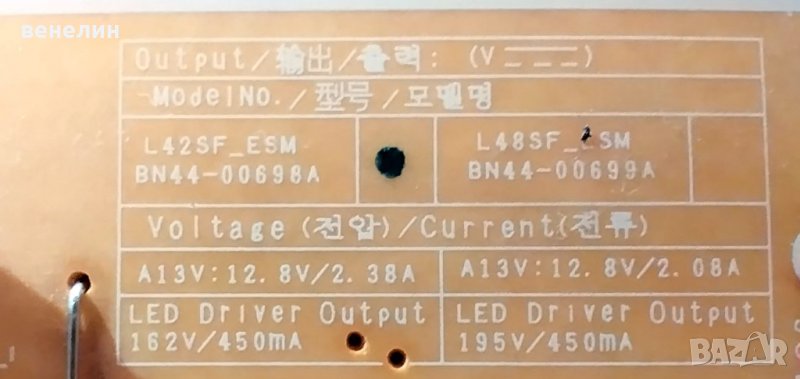 венелин
Output/输出/출력: (V ⎓)
ModelNo./型号/모델명
L42SF_ESM
BN44-00698A
L48SF_ESM
BN44-00699A
Voltage(전압)/Current(전류)
A13V:12.8V/2.38A
A13V:12.8V/2.08A
LED Driver Output
162V/450mA
LED Driver Output
195V/450mA
BAZAR